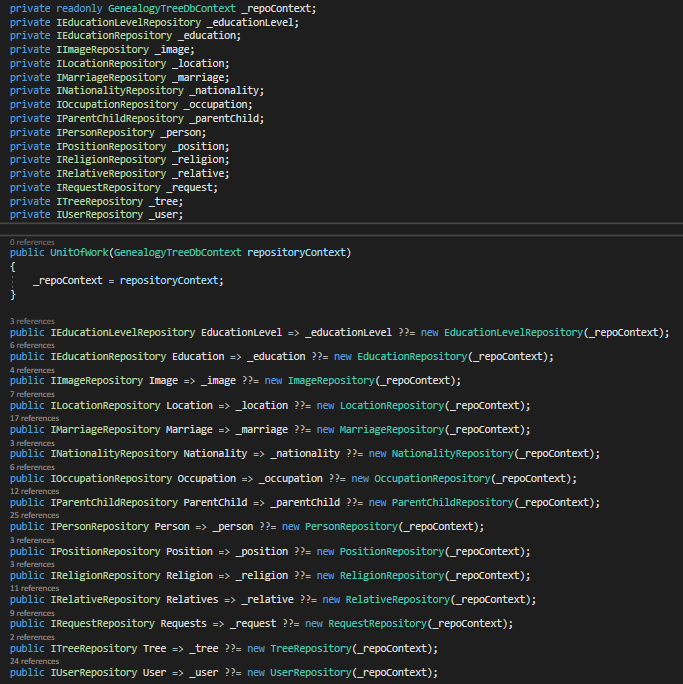 private readonly GenealogyTreeDbContext _repoContext;
private IEducationLevelRepository _educationLevel;
private IEducationRepository _education;
private IImageRepository _image;
private ILocationRepository _location;
private IMarriageRepository _marriage;
private INationalityRepository _nationality;
private IOccupationRepository _occupation;
private IParentChildRepository _parentChild;
private IPersonRepository _person;
private IPositionRepository _position;
private IReligionRepository _religion;
private IRelativeRepository _relative;
private IRequestRepository _request;
private ITreeRepository _tree;
private IUserRepository _user;
0 references
public UnitOfWork(GenealogyTreeDbContext repositoryContext)
{
_repoContext = repositoryContext;
}
3 references
public IEducationLevelRepository EducationLevel => _educationLevel ??= new EducationLevelRepository(_repoContext);
6 references
public IEducationRepository Education => _education ??= new EducationRepository(_repoContext);
4 references
public IImageRepository Image => _image ??= new ImageRepository(_repoContext);
7 references
public ILocationRepository Location => _location ??= new LocationRepository(_repoContext);
17 references
public IMarriageRepository Marriage => _marriage ??= new MarriageRepository(_repoContext);
3 references
public INationalityRepository Nationality => _nationality ??= new NationalityRepository(_repoContext);
6 references
public IOccupationRepository Occupation => _occupation ??= new OccupationRepository(_repoContext);
12 references
public IParentChildRepository ParentChild => _parentChild ??= new ParentChildRepository(_repoContext);
25 references
public IPersonRepository Person => _person ??= new PersonRepository(_repoContext);
3 references
public IPositionRepository Position => _position ??= new PositionRepository(_repoContext);
3 references
public IReligionRepository Religion => _religion ??= new ReligionRepository(_repoContext);
11 references
public IRelativeRepository Relatives => _relative ??= new RelativeRepository(_repoContext);
9 references
public IRequestRepository Requests => _request ??= new RequestRepository(_repoContext);
2 references
public ITreeRepository Tree => _tree ??= new TreeRepository(_repoContext);
24 references
public IUserRepository User => _user ??= new UserRepository(_repoContext);